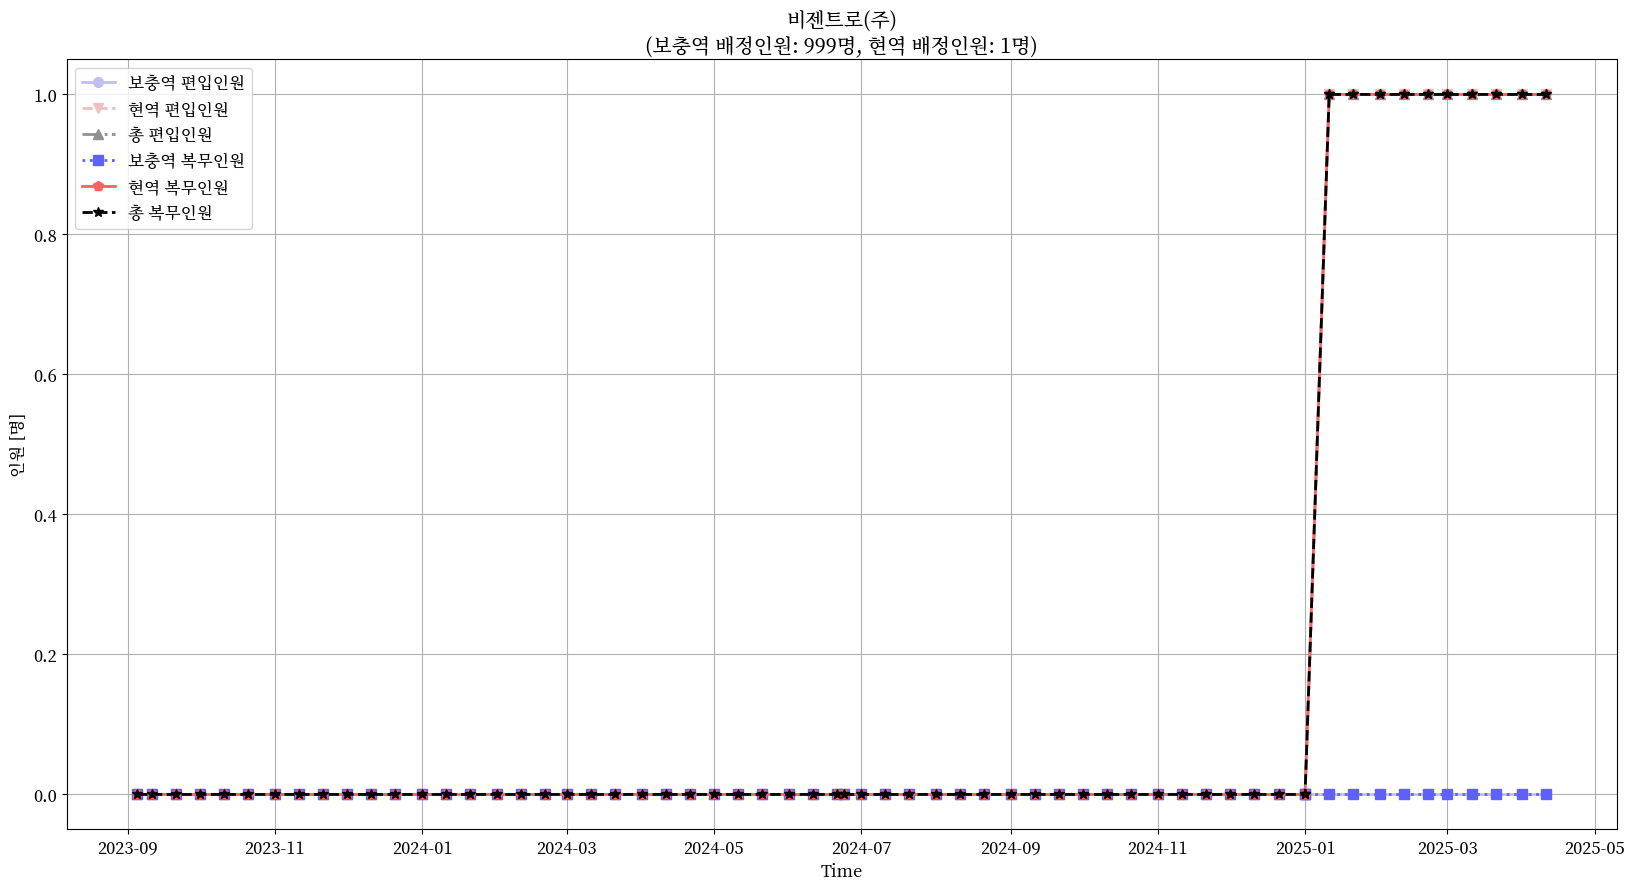 비젠트로(주)
(보충역 배정인원: 999명, 현역 배정인원: 1명)
보충역 편입인원
현역 편입인원
총 편입인원
보충역 복무인원
현역 복무인원
총 복무인원
1.0
0.8
0.6
0.4
0.2
0.0
인원 [명]
2023-09
2023-11
2024-01
2024-03
2024-05
2024-07
2024-09
2024-11
2025-01
2025-03
2025-05
Time